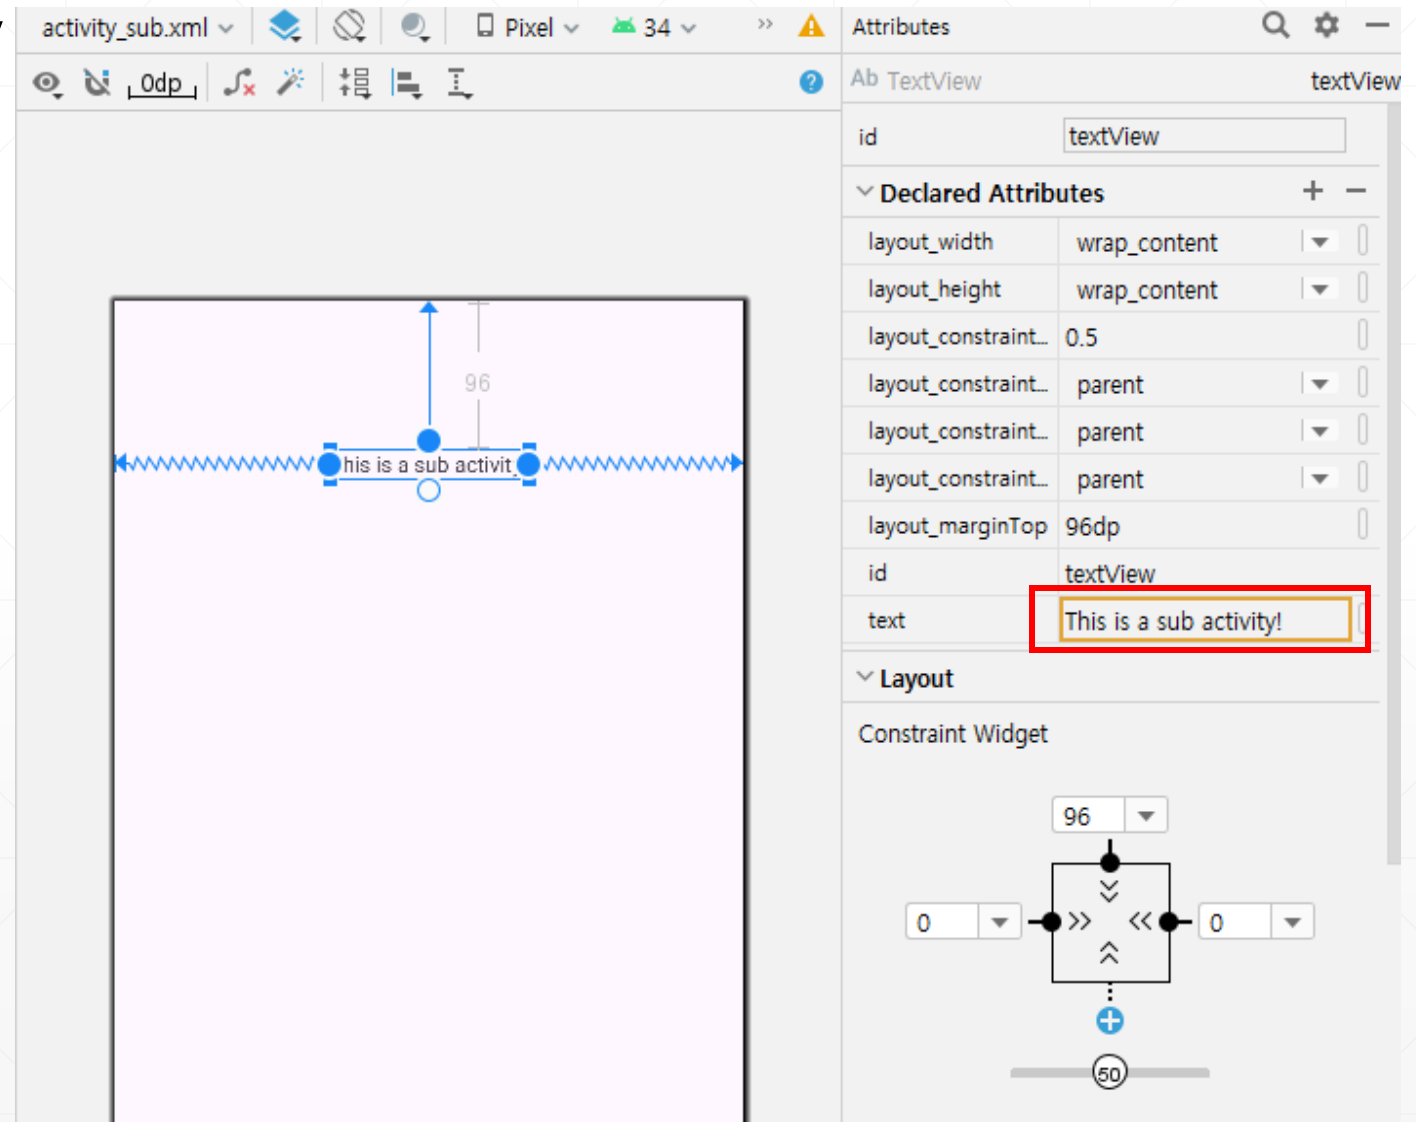 activity_sub.xml
Pixel
34
Attributes
0dp
?
Ab TextView textView
id textView
Declared Attributes
layout_width wrap_content
layout_height wrap_content
layout_constraint... 0.5
layout_constraint... parent
layout_constraint... parent
layout_constraint... parent
layout_marginTop 96dp
id textView
text This is a sub activity!
96
his is a sub activit
Layout
Constraint Widget
96
0 0
50